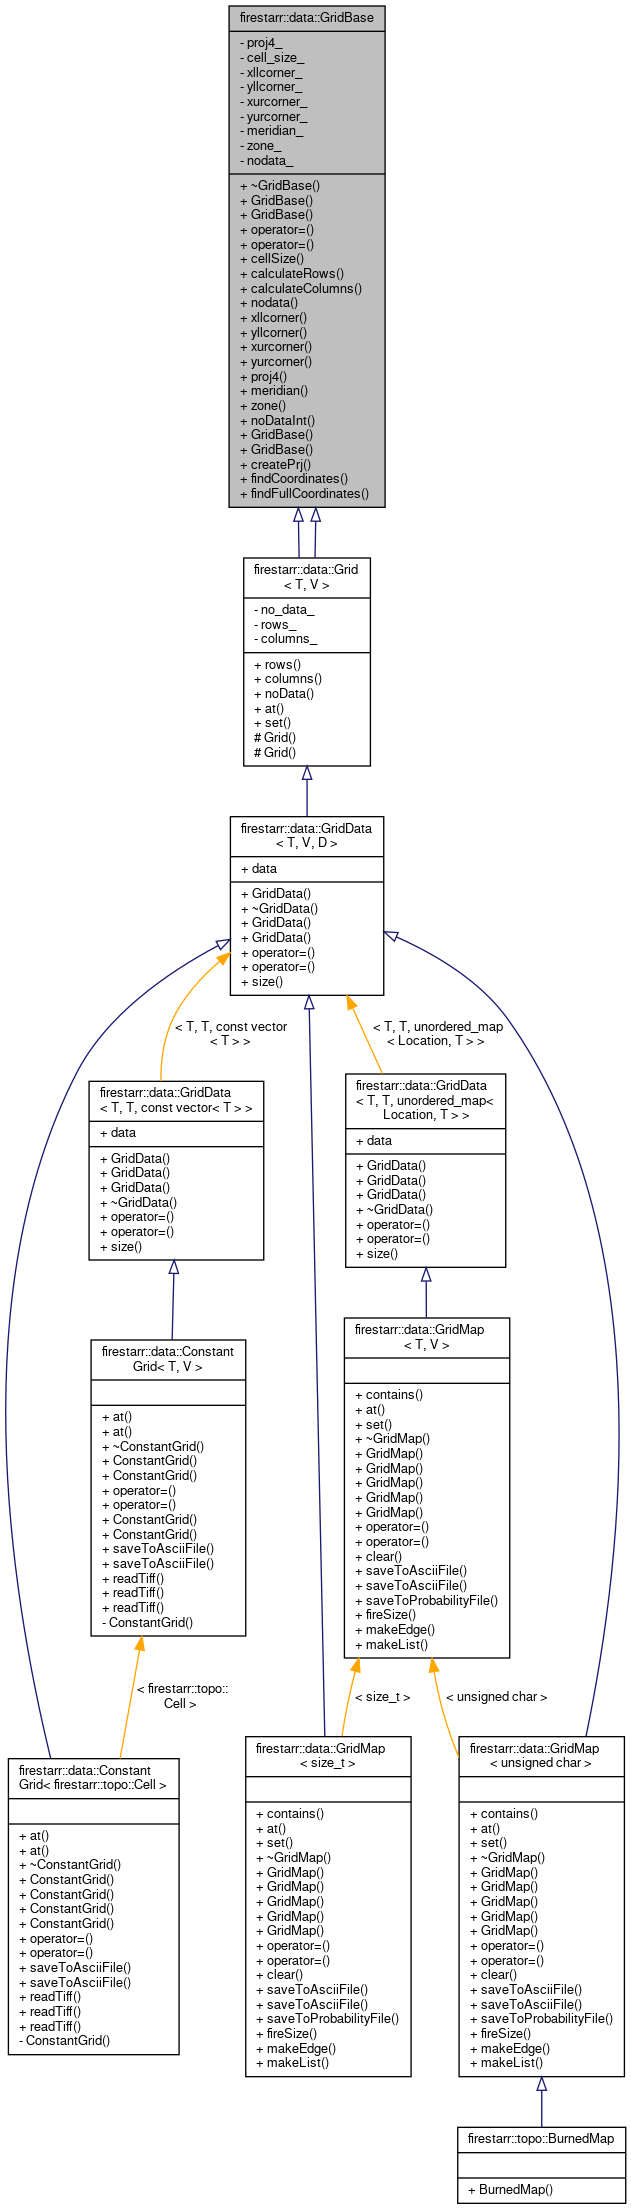 firestarr::data::GridBase
- proj4_
- cell_size_
- xllcorner_
- yllcorner_
- xurcorner_
- yurcorner_
- meridian_
- zone_
- nodata_
+ ~GridBase()
+ GridBase()
+ GridBase()
+ operator=()
+ operator=()
+ cellSize()
+ calculateRows()
+ calculateColumns()
+ nodata()
+ xllcorner()
+ yllcorner()
+ xurcorner()
+ yurcorner()
+ proj4()
+ meridian()
+ zone()
+ noDataInt()
+ GridBase()
+ GridBase()
+ createPrj()
+ findCoordinates()
+ findFullCoordinates()
firestarr::data::Grid
< T, V >
- no_data_
- rows_
- columns_
+ rows()
+ columns()
+ noData()
+ at()
+ set()
# Grid()
# Grid()
firestarr::data::GridData
< T, V, D >
+ data
+ GridData()
+ ~GridData()
+ GridData()
+ GridData()
+ operator=()
+ operator=()
+ size()
< T, T, const vector
< T > >
< T, T, unordered_map
< Location, T > >
firestarr::data::GridData
< T, T, const vector< T > >
+ data
+ GridData()
+ GridData()
+ GridData()
+ ~GridData()
+ operator=()
+ operator=()
+ size()
firestarr::data::GridData
< T, T, unordered_map<
Location, T > >
+ data
+ GridData()
+ GridData()
+ GridData()
+ ~GridData()
+ operator=()
+ operator=()
+ size()
firestarr::data::Constant
Grid< T, V >
+ at()
+ at()
+ ~ConstantGrid()
+ ConstantGrid()
+ ConstantGrid()
+ operator=()
+ operator=()
+ ConstantGrid()
+ ConstantGrid()
+ saveToAsciiFile()
+ saveToAsciiFile()
+ readTiff()
+ readTiff()
+ readTiff()
- ConstantGrid()
firestarr::data::GridMap
< T, V >
+ contains()
+ at()
+ set()
+ ~GridMap()
+ GridMap()
+ GridMap()
+ GridMap()
+ GridMap()
+ GridMap()
+ operator=()
+ operator=()
+ clear()
+ saveToAsciiFile()
+ saveToAsciiFile()
+ saveToProbabilityFile()
+ fireSize()
+ makeEdge()
+ makeList()
< firestarr::topo::
Cell >
< size_t >
< unsigned char >
firestarr::data::Constant
Grid< firestarr::topo::Cell >
+ at()
+ at()
+ ~ConstantGrid()
+ ConstantGrid()
+ ConstantGrid()
+ ConstantGrid()
+ ConstantGrid()
+ operator=()
+ operator=()
+ saveToAsciiFile()
+ saveToAsciiFile()
+ readTiff()
+ readTiff()
+ readTiff()
- ConstantGrid()
firestarr::data::GridMap
< size_t >
+ contains()
+ at()
+ set()
+ ~GridMap()
+ GridMap()
+ GridMap()
+ GridMap()
+ GridMap()
+ GridMap()
+ operator=()
+ operator=()
+ clear()
+ saveToAsciiFile()
+ saveToAsciiFile()
+ saveToProbabilityFile()
+ fireSize()
+ makeEdge()
+ makeList()
firestarr::data::GridMap
< unsigned char >
+ contains()
+ at()
+ set()
+ ~GridMap()
+ GridMap()
+ GridMap()
+ GridMap()
+ GridMap()
+ GridMap()
+ operator=()
+ operator=()
+ clear()
+ saveToAsciiFile()
+ saveToAsciiFile()
+ saveToProbabilityFile()
+ fireSize()
+ makeEdge()
+ makeList()
firestarr::topo::BurnedMap
+ BurnedMap()